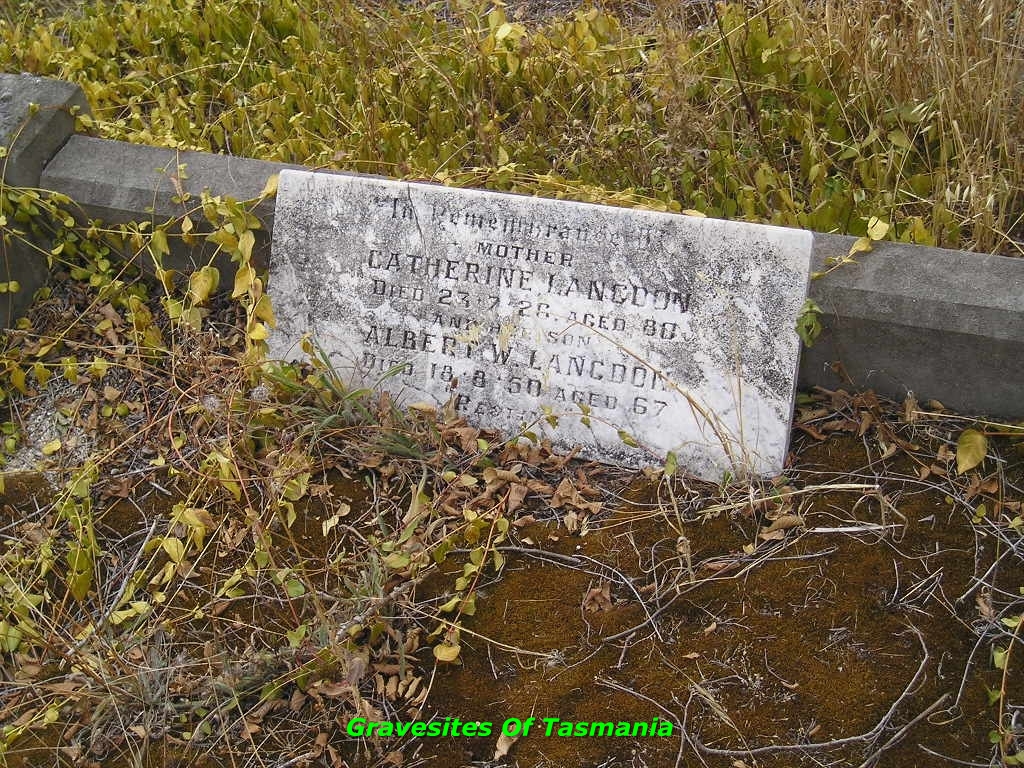 In Remembrance of
MOTHER
CATHERINE LANGDON
DIED 23·7·28. AGED 80.
AND HER SON
ALBERT W. LANGDON
DIED 18·8·50 AGED 67
RESTING
Gravesites Of Tasmania